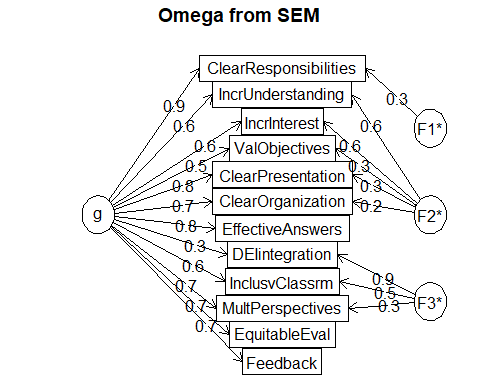 Omega from SEM
ClearResponsibilities
IncrUnderstanding
IncrInterest
ValObjectives
ClearPresentation
ClearOrganization
EffectiveAnswers
DEIintegration
InclusvClassrm
MultPerspectives
EquitableEval
Feedback
g
0.9
0.6
0.6
0.5
0.8
0.7
0.8
0.3
0.6
0.7
0.7
0.7
0.3
0.6
0.6
0.3
0.3
0.2
0.9
0.5
0.3
F1*
F2*
F3*